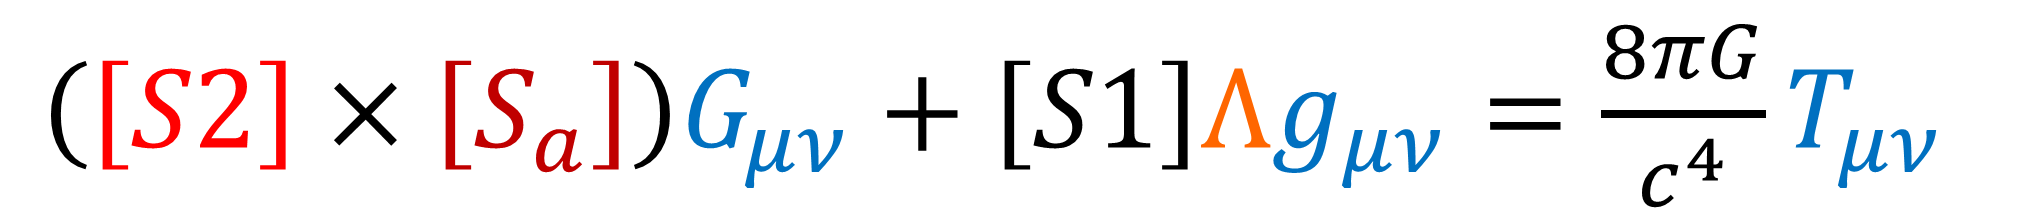 ([S2] × [Sₐ])Gμν + [S1]Λgμν = 8πG/c⁴ Tμν